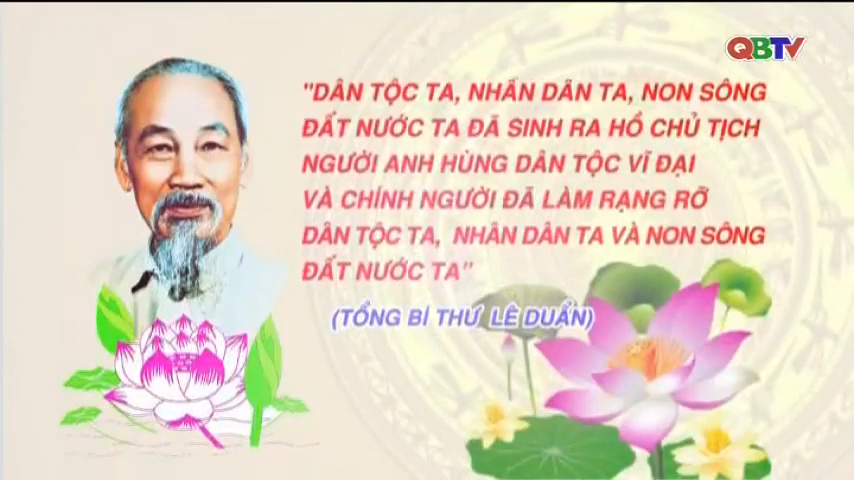 QBTV
"DÂN TỘC TA, NHÂN DÂN TA, NON SÔNG
ĐẤT NƯỚC TA ĐÃ SINH RA HỒ CHỦ TỊCH
NGƯỜI ANH HÙNG DÂN TỘC VĨ ĐẠI
VÀ CHÍNH NGƯỜI ĐÃ LÀM RẠNG RỠ
DÂN TỘC TA, NHÂN DÂN TA VÀ NON SÔNG
ĐẤT NƯỚC TA"
(TỔNG BÍ THƯ LÊ DUẨN)